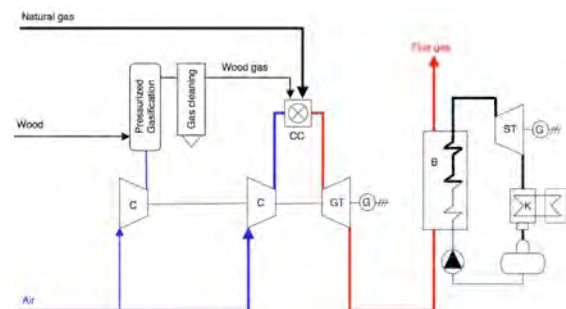 Natural gas
Flue gas
Wood gas
Pressurized
Gasification
Gas cleaning
Wood
CC
ST
G
B
K
C
C
GT
G
Air